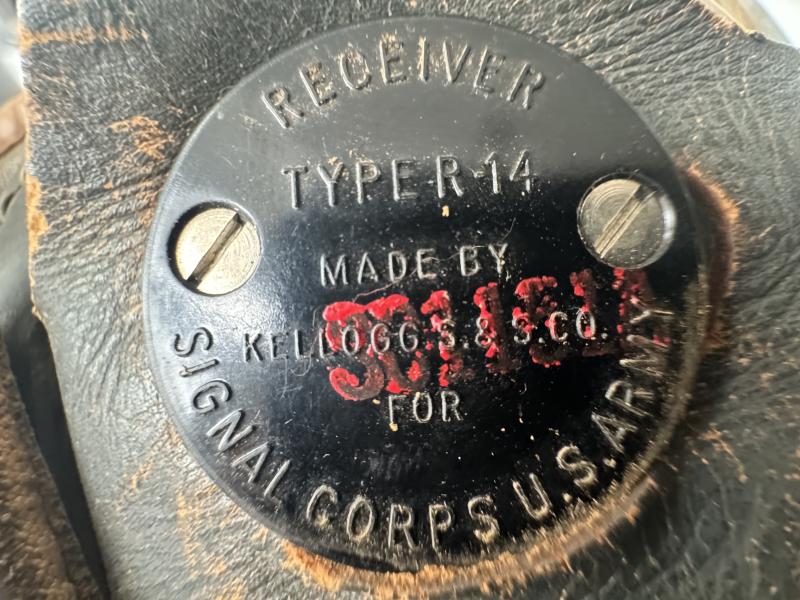 RECEIVER
TYPE R-14
MADE BY
KELLOGG S. & S. CO.
FOR
SIGNAL CORPS U.S. ARMY